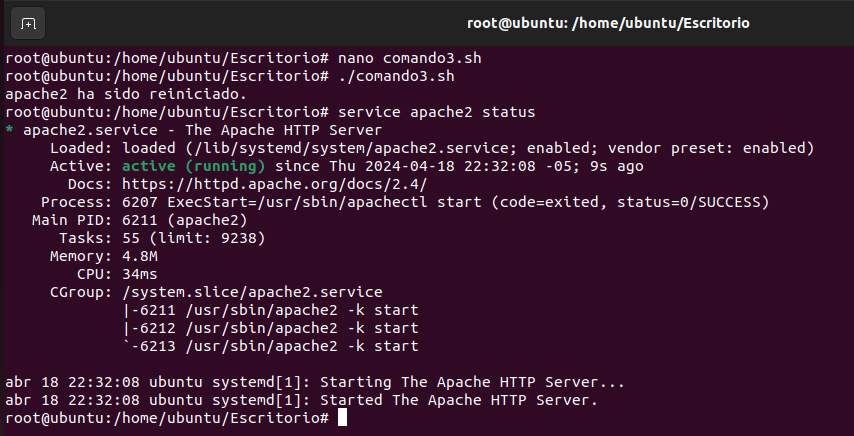 root@ubuntu: /home/ubuntu/Escritorio
root@ubuntu:/home/ubuntu/Escritorio# nano comando3.sh
root@ubuntu:/home/ubuntu/Escritorio# ./comando3.sh
apache2 ha sido reiniciado.
root@ubuntu:/home/ubuntu/Escritorio# service apache2 status
* apache2.service - The Apache HTTP Server
     Loaded: loaded (/lib/systemd/system/apache2.service; enabled; vendor preset: enabled)
     Active: active (running) since Thu 2024-04-18 22:32:08 -05; 9s ago
       Docs: https://httpd.apache.org/docs/2.4/
    Process: 6207 ExecStart=/usr/sbin/apachectl start (code=exited, status=0/SUCCESS)
   Main PID: 6211 (apache2)
      Tasks: 55 (limit: 9238)
     Memory: 4.8M
        CPU: 34ms
     CGroup: /system.slice/apache2.service
             |-6211 /usr/sbin/apache2 -k start
             |-6212 /usr/sbin/apache2 -k start
             `-6213 /usr/sbin/apache2 -k start
abr 18 22:32:08 ubuntu systemd[1]: Starting The Apache HTTP Server...
abr 18 22:32:08 ubuntu systemd[1]: Started The Apache HTTP Server.
root@ubuntu:/home/ubuntu/Escritorio#